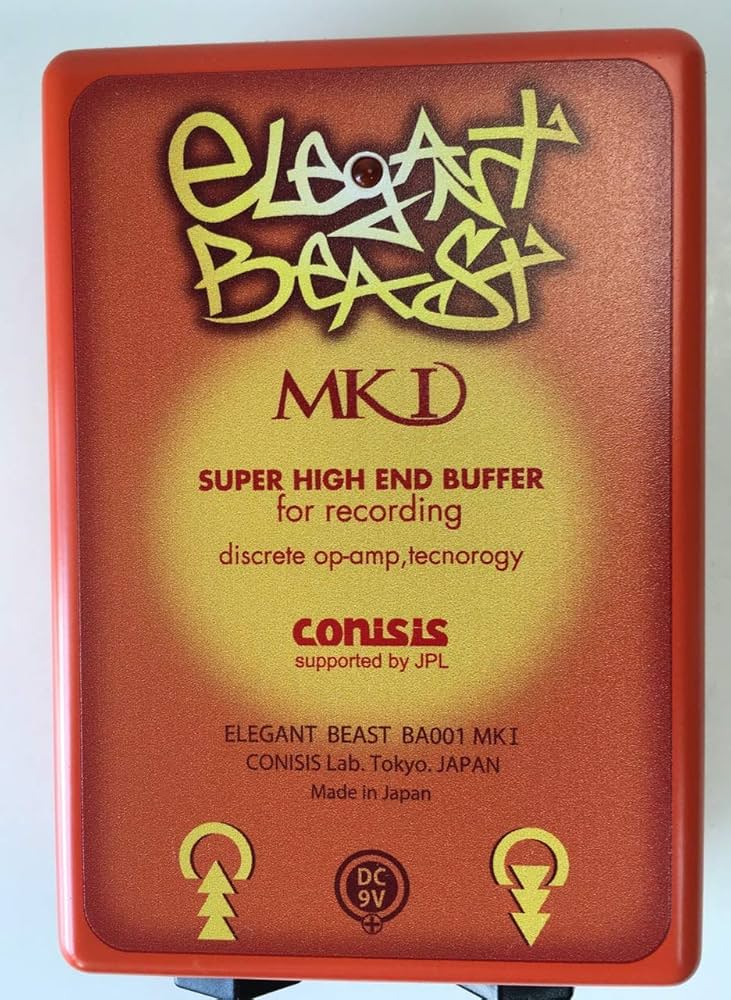 eLegAnt
BeASt
MK I
SUPER HIGH END BUFFER
for recording
discrete op-amp,tecnorogy
conisis
supported by JPL
ELEGANT BEAST BA001 MK I
CONISIS Lab. Tokyo. JAPAN
Made in Japan
DC
9V